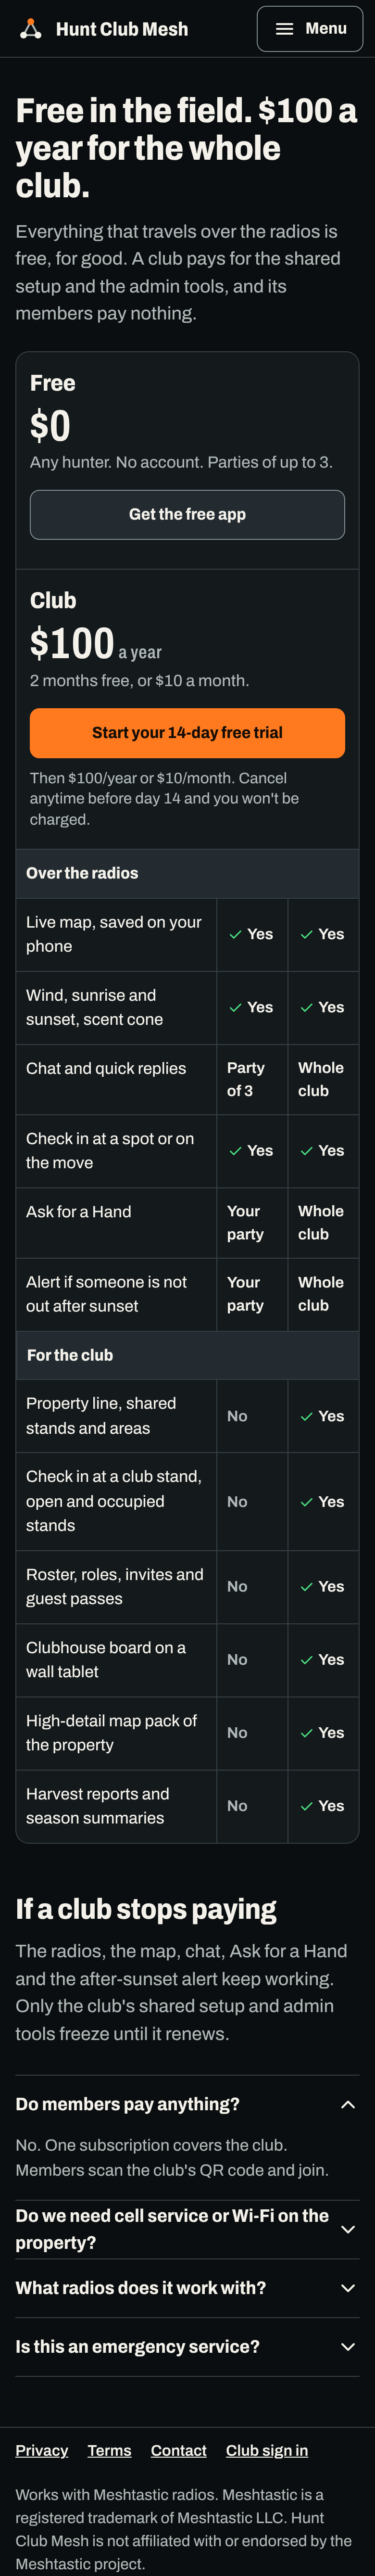 Hunt Club Mesh
Menu
Free in the field. $100 a
year for the whole
club.
Everything that travels over the radios is
free, for good. A club pays for the shared
setup and the admin tools, and its
members pay nothing.
Free
$0
Any hunter. No account. Parties of up to 3.
Get the free app
Club
$100 a year
2 months free, or $10 a month.
Start your 14-day free trial
Then $100/year or $10/month. Cancel
anytime before day 14 and you won't be
charged.
Over the radios
Live map, saved on your
phone
Yes
Yes
Wind, sunrise and
sunset, scent cone
Yes
Yes
Chat and quick replies
Party
of 3
Whole
club
Check in at a spot or on
the move
Yes
Yes
Ask for a Hand
Your
party
Whole
club
Alert if someone is not
out after sunset
Your
party
Whole
club
For the club
Property line, shared
stands and areas
No
Yes
Check in at a club stand,
open and occupied
stands
No
Yes
Roster, roles, invites and
guest passes
No
Yes
Clubhouse board on a
wall tablet
No
Yes
High-detail map pack of
the property
No
Yes
Harvest reports and
season summaries
No
Yes
If a club stops paying
The radios, the map, chat, Ask for a Hand
and the after-sunset alert keep working.
Only the club's shared setup and admin
tools freeze until it renews.
Do members pay anything?
No. One subscription covers the club.
Members scan the club's QR code and join.
Do we need cell service or Wi-Fi on the
property?
What radios does it work with?
Is this an emergency service?
Privacy Terms Contact Club sign in
Works with Meshtastic radios. Meshtastic is a
registered trademark of Meshtastic LLC. Hunt
Club Mesh is not affiliated with or endorsed by the
Meshtastic project.